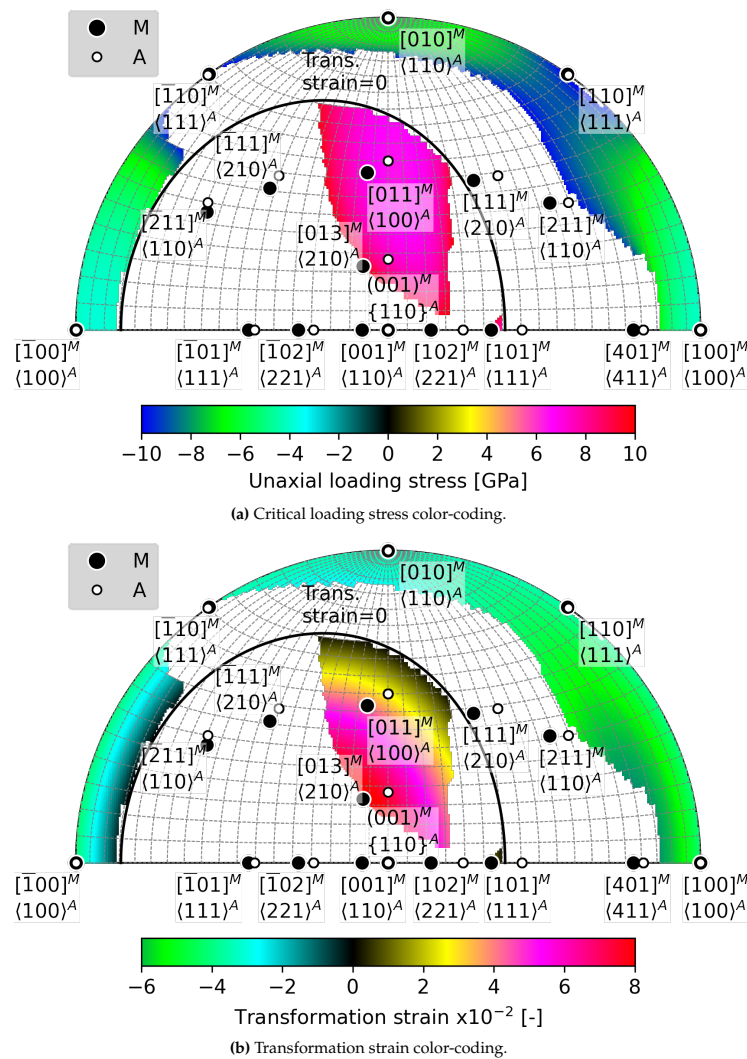 M
A
[010]ᴹ
⟨110⟩ᴬ
Trans.
strain=0
[1̅10]ᴹ
⟨111⟩ᴬ
[110]ᴹ
⟨111⟩ᴬ
[1̅11]ᴹ
⟨210⟩ᴬ
[011]ᴹ
⟨100⟩ᴬ
[111]ᴹ
⟨210⟩ᴬ
[2̅11]ᴹ
⟨110⟩ᴬ
[211]ᴹ
⟨110⟩ᴬ
[013]ᴹ
⟨210⟩ᴬ
(001)ᴹ
{110}ᴬ
[1̅00]ᴹ [1̅01]ᴹ [1̅02]ᴹ [001]ᴹ [102]ᴹ [101]ᴹ [401]ᴹ [100]ᴹ
⟨100⟩ᴬ ⟨111⟩ᴬ ⟨221⟩ᴬ ⟨110⟩ᴬ ⟨221⟩ᴬ ⟨111⟩ᴬ ⟨411⟩ᴬ ⟨100⟩ᴬ
−10 −8 −6 −4 −2 0 2 4 6 8 10
Unaxial loading stress [GPa]
(a) Critical loading stress color-coding.
M
A
[010]ᴹ
⟨110⟩ᴬ
Trans.
strain=0
[1̅10]ᴹ
⟨111⟩ᴬ
[110]ᴹ
⟨111⟩ᴬ
[1̅11]ᴹ
⟨210⟩ᴬ
[011]ᴹ
⟨100⟩ᴬ
[111]ᴹ
⟨210⟩ᴬ
[2̅11]ᴹ
⟨110⟩ᴬ
[211]ᴹ
⟨110⟩ᴬ
[013]ᴹ
⟨210⟩ᴬ
(001)ᴹ
{110}ᴬ
[1̅00]ᴹ [1̅01]ᴹ [1̅02]ᴹ [001]ᴹ [102]ᴹ [101]ᴹ [401]ᴹ [100]ᴹ
⟨100⟩ᴬ ⟨111⟩ᴬ ⟨221⟩ᴬ ⟨110⟩ᴬ ⟨221⟩ᴬ ⟨111⟩ᴬ ⟨411⟩ᴬ ⟨100⟩ᴬ
−6 −4 −2 0 2 4 6 8
Transformation strain x10⁻² [-]
(b) Transformation strain color-coding.